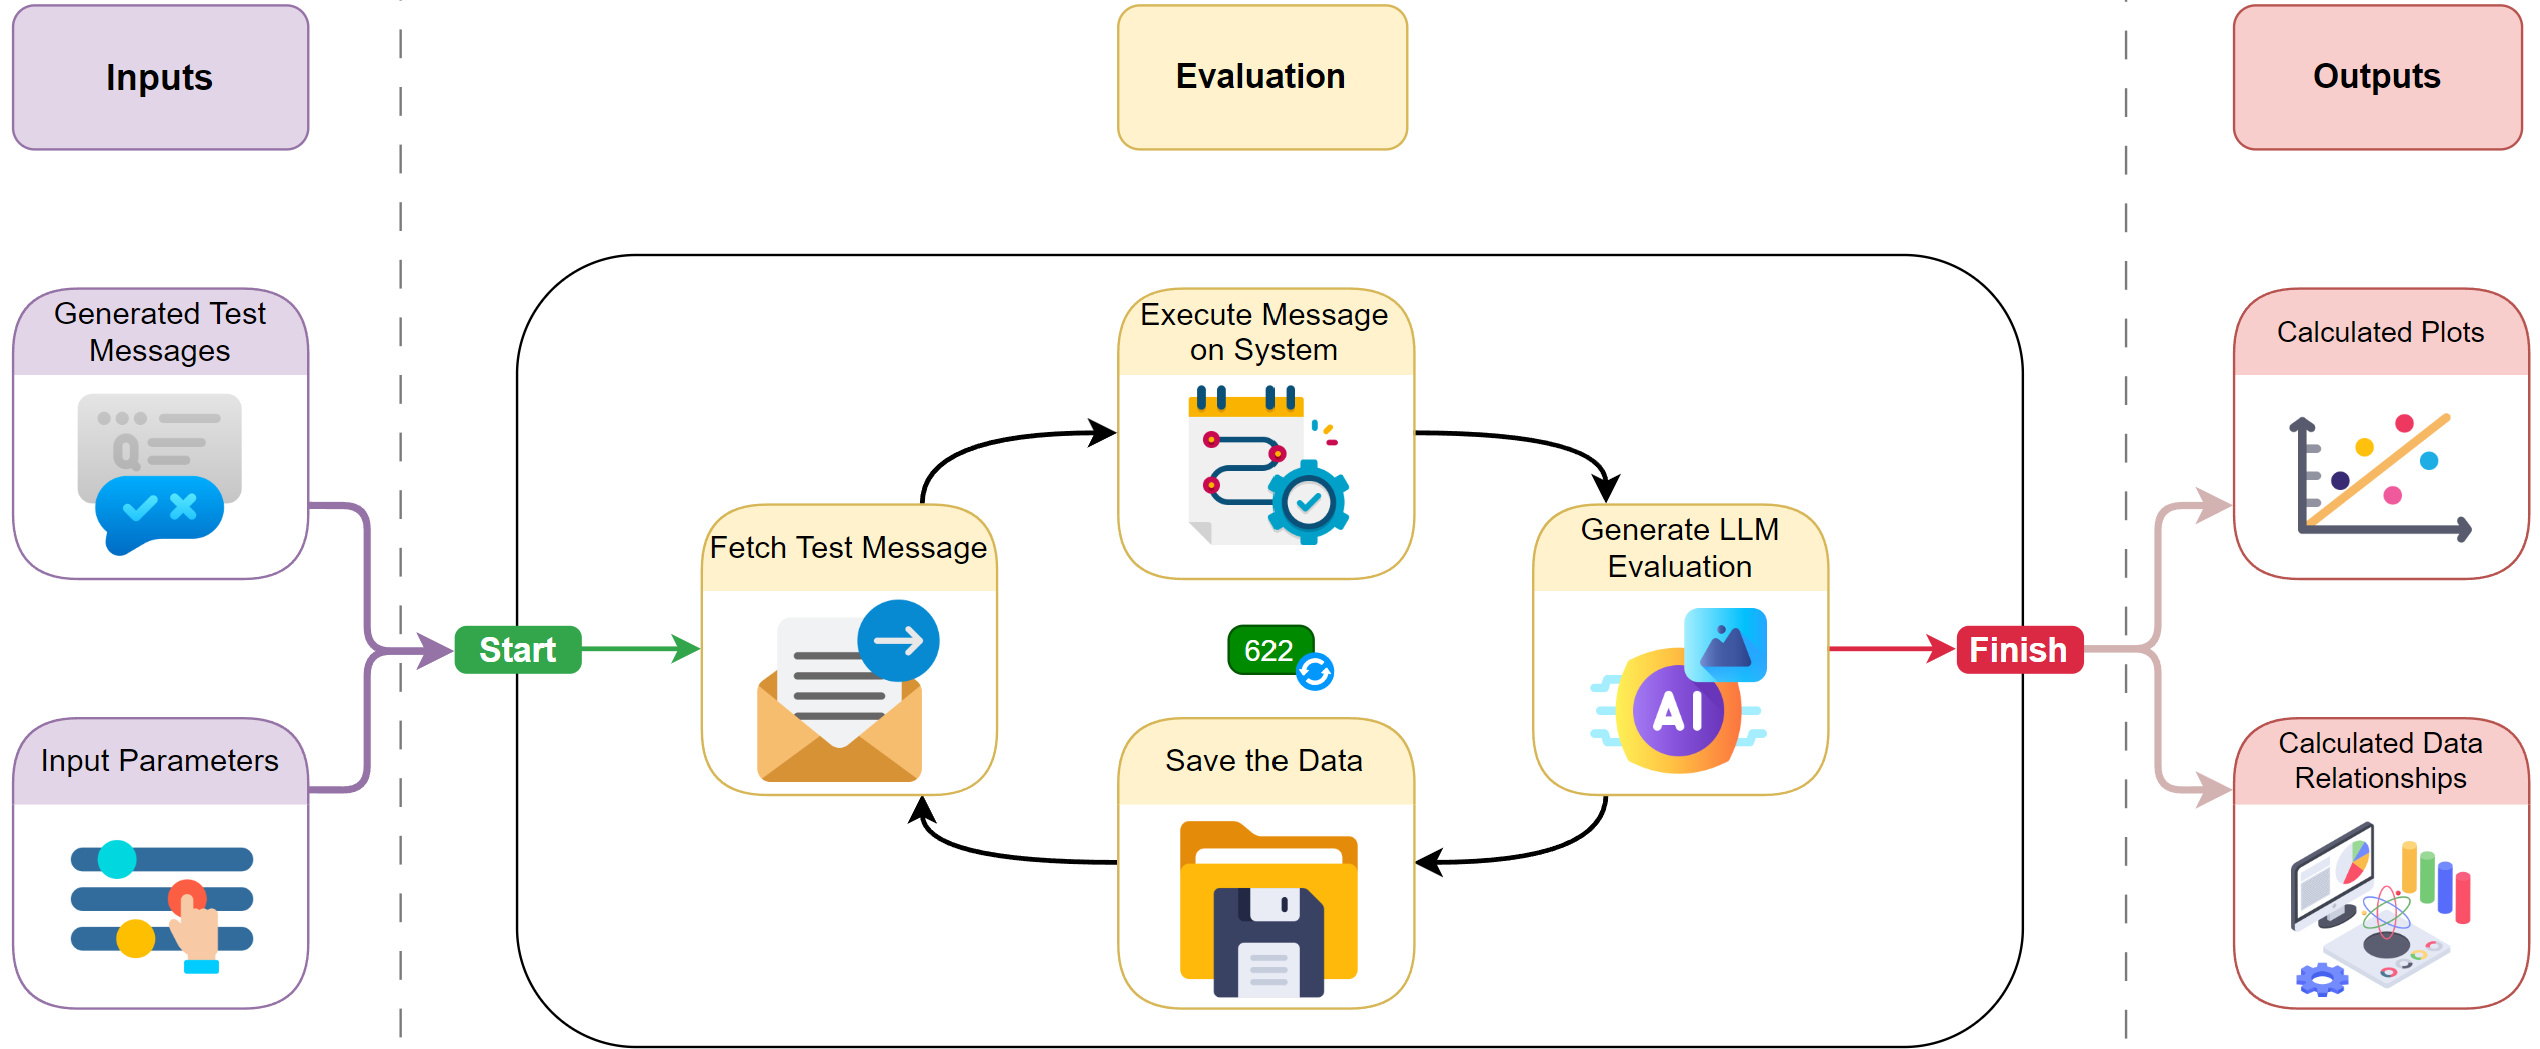 Inputs
Evaluation
Outputs
Generated Test
Messages
Q
Input Parameters
Start
Fetch Test Message
Execute Message
on System
622
Generate LLM
Evaluation
AI
Save the Data
Finish
Calculated Plots
Calculated Data
Relationships